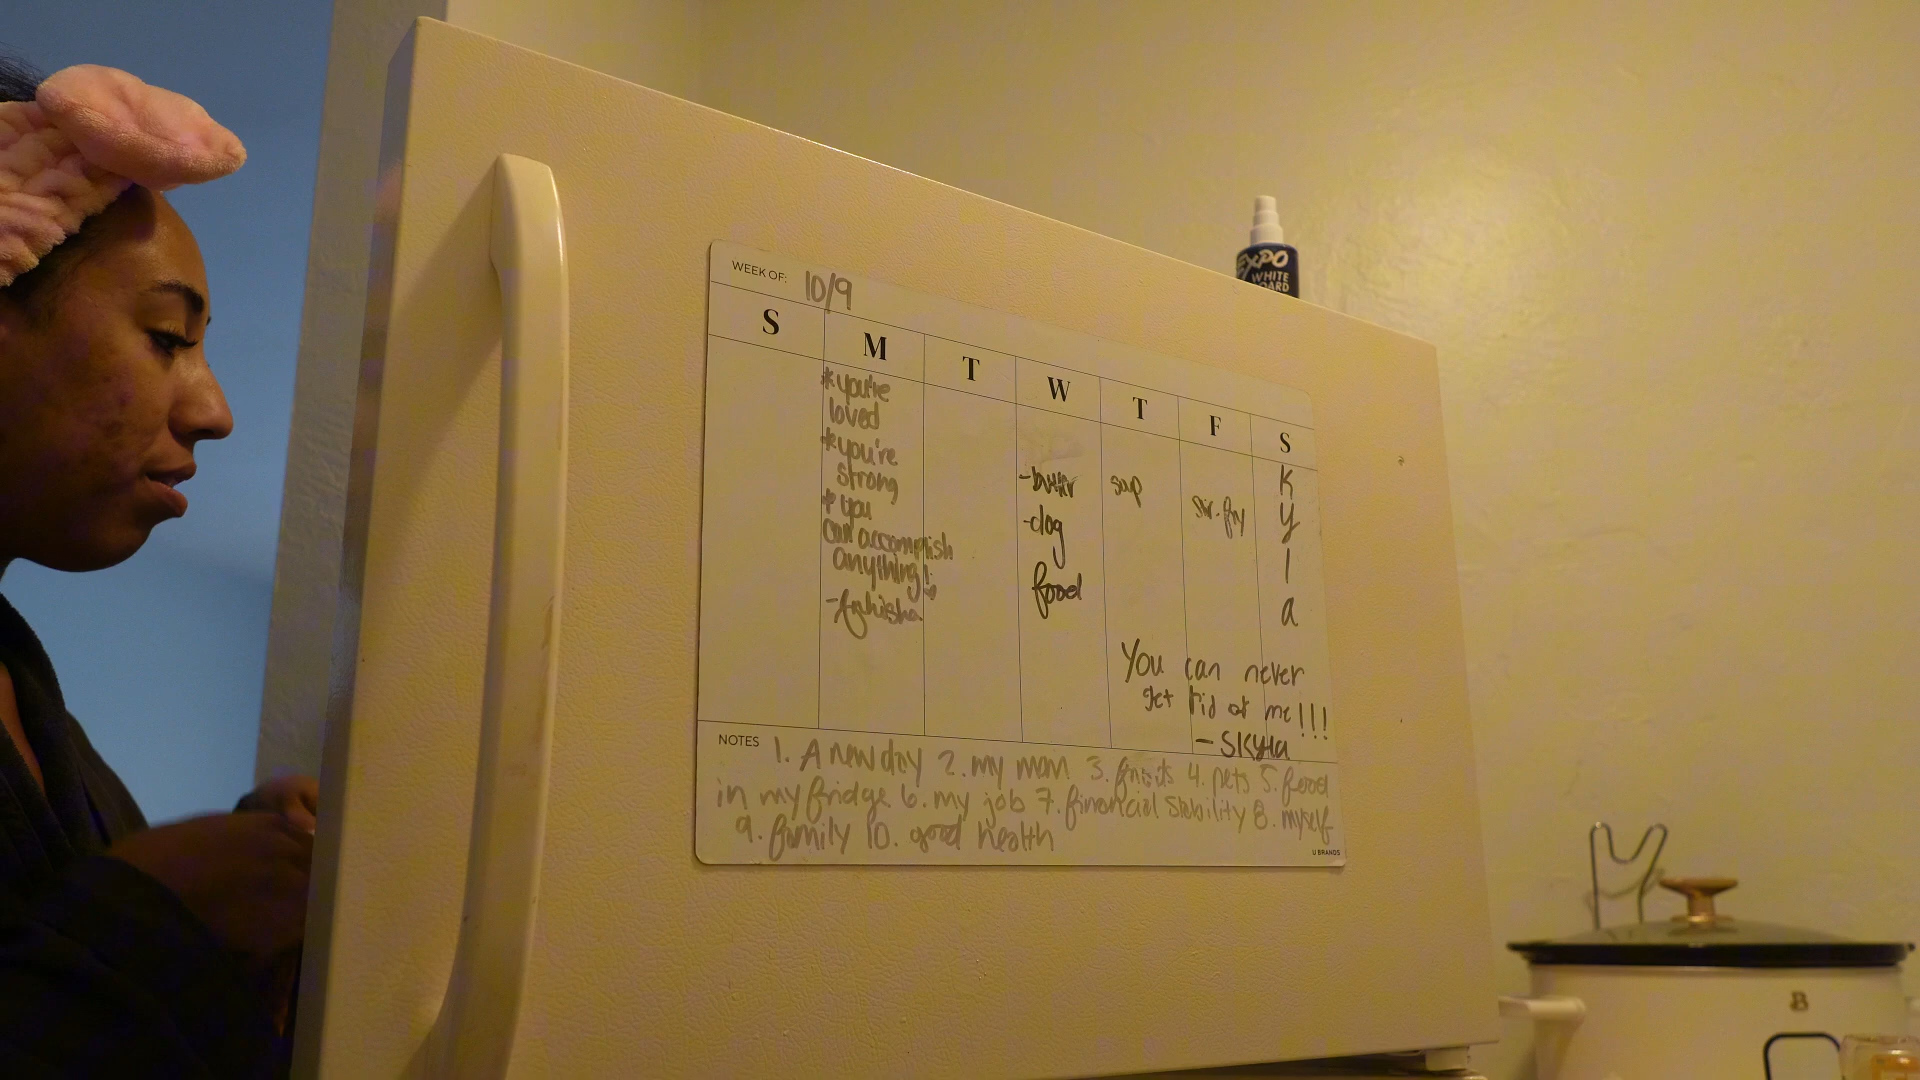 EXPO
WHITE
BOARD
WEEK OF: 10/9
S M T W T F S
*you're
loved
*you're
strong
* you
can accomplish
anything!
-butter
-dog
food
soup
stir-fry
K
y
l
a
You can never
get rid of me!!!
- Skyla
NOTES 1. A new day 2. my mom 3. 4. pets 5. food
in my fridge 6. my job 7. financial stability 8. myself
9. family 10. good health
U BRANDS
B